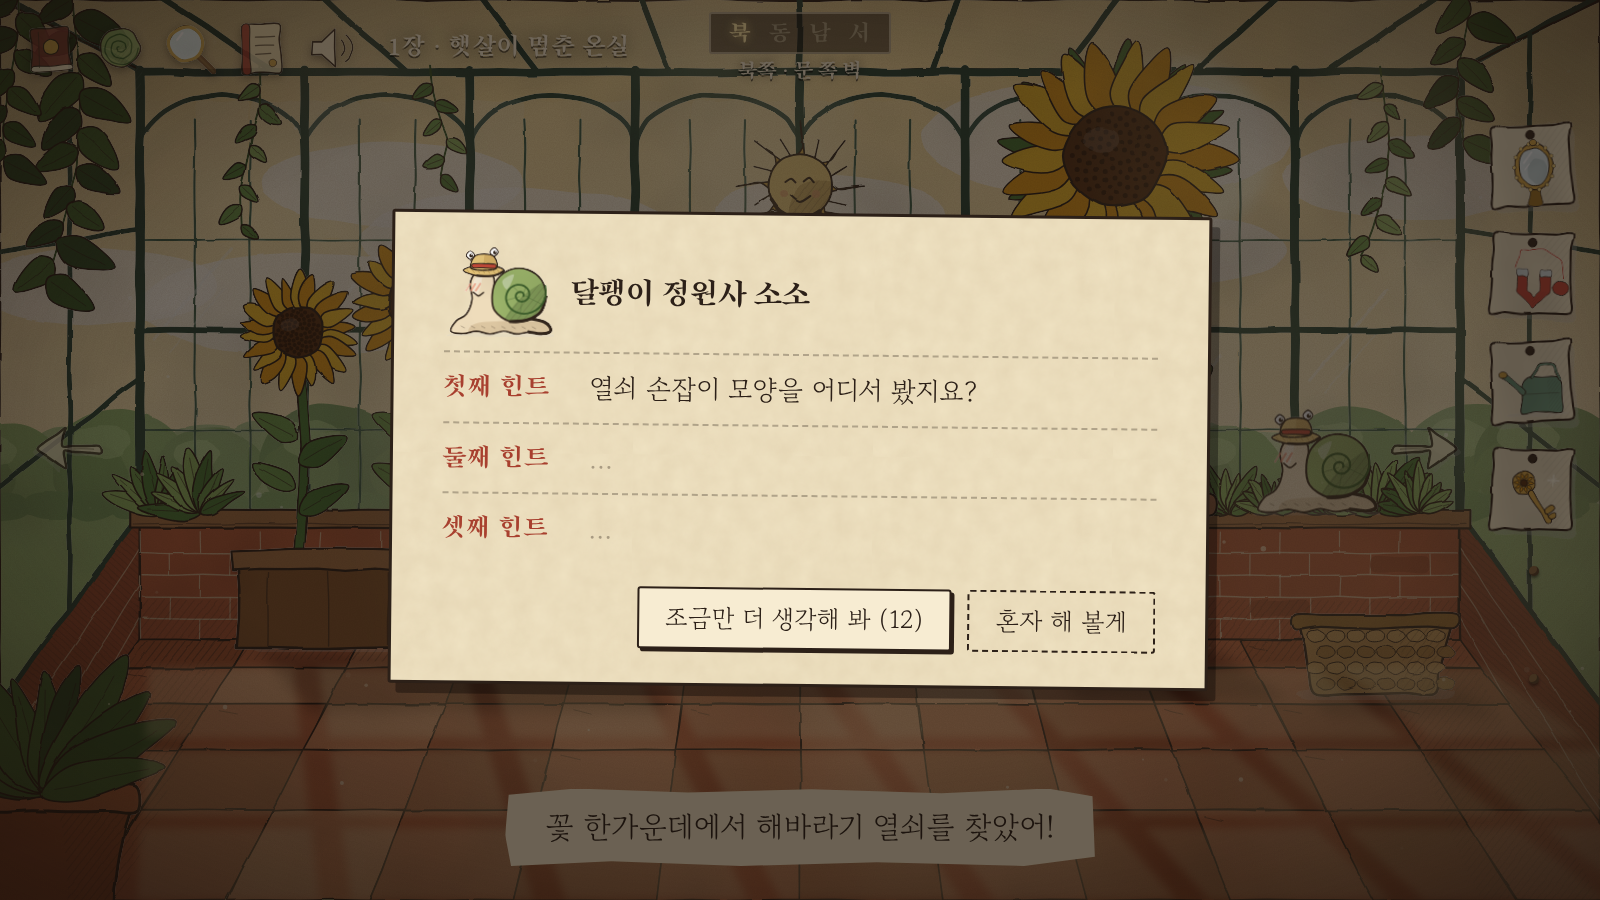 1장 · 햇살이 멈춘 온실
북 동 남 서
북쪽 · 문 쪽 벽
달팽이 정원사 소소
첫째 힌트 열쇠 손잡이 모양을 어디서 봤지요?
둘째 힌트 ...
셋째 힌트 ...
조금만 더 생각해 봐 (12)
혼자 해 볼게
꽃 한가운데에서 해바라기 열쇠를 찾았어!